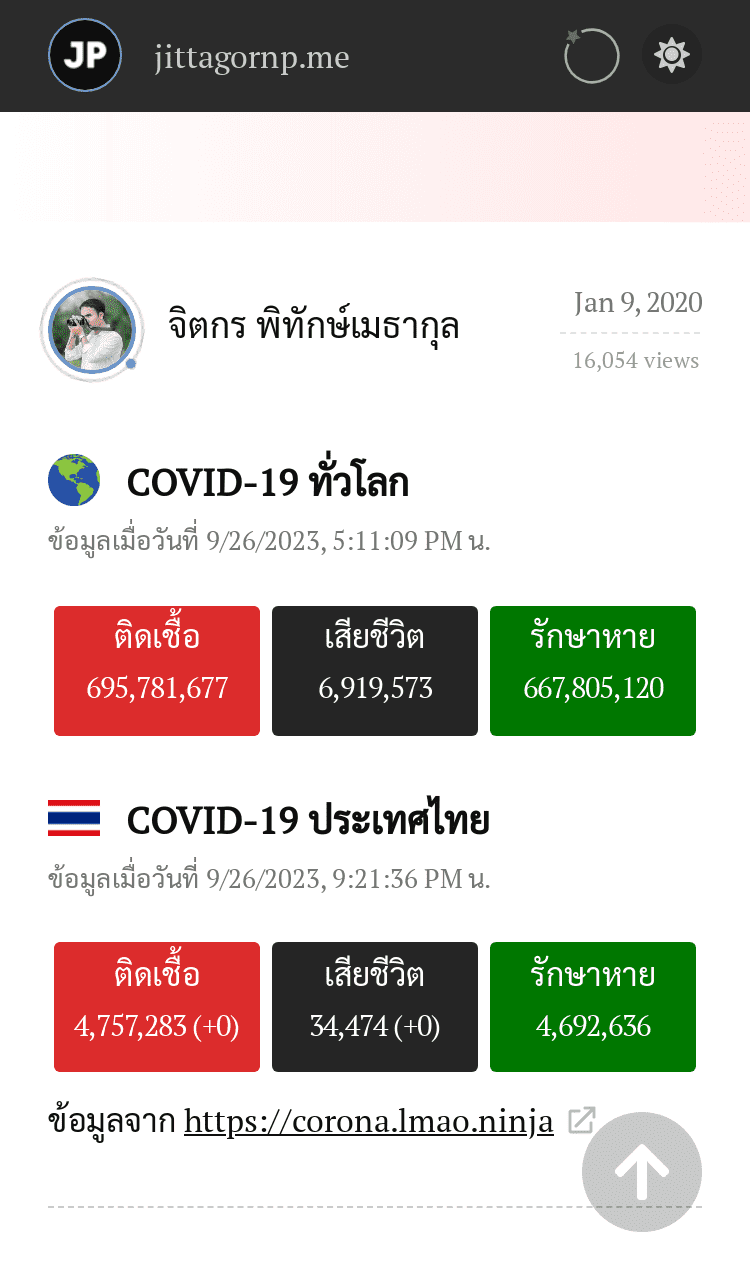 JP jittagornp.me
จิตกร พิทักษ์เมธากุล
Jan 9, 2020
16,054 views
COVID-19 ทั่วโลก
ข้อมูลเมื่อวันที่ 9/26/2023, 5:11:09 PM น.
ติดเชื้อ เสียชีวิต รักษาหาย
695,781,677 6,919,573 667,805,120
COVID-19 ประเทศไทย
ข้อมูลเมื่อวันที่ 9/26/2023, 9:21:36 PM น.
ติดเชื้อ เสียชีวิต รักษาหาย
4,757,283 (+0) 34,474 (+0) 4,692,636
ข้อมูลจาก https://corona.lmao.ninja